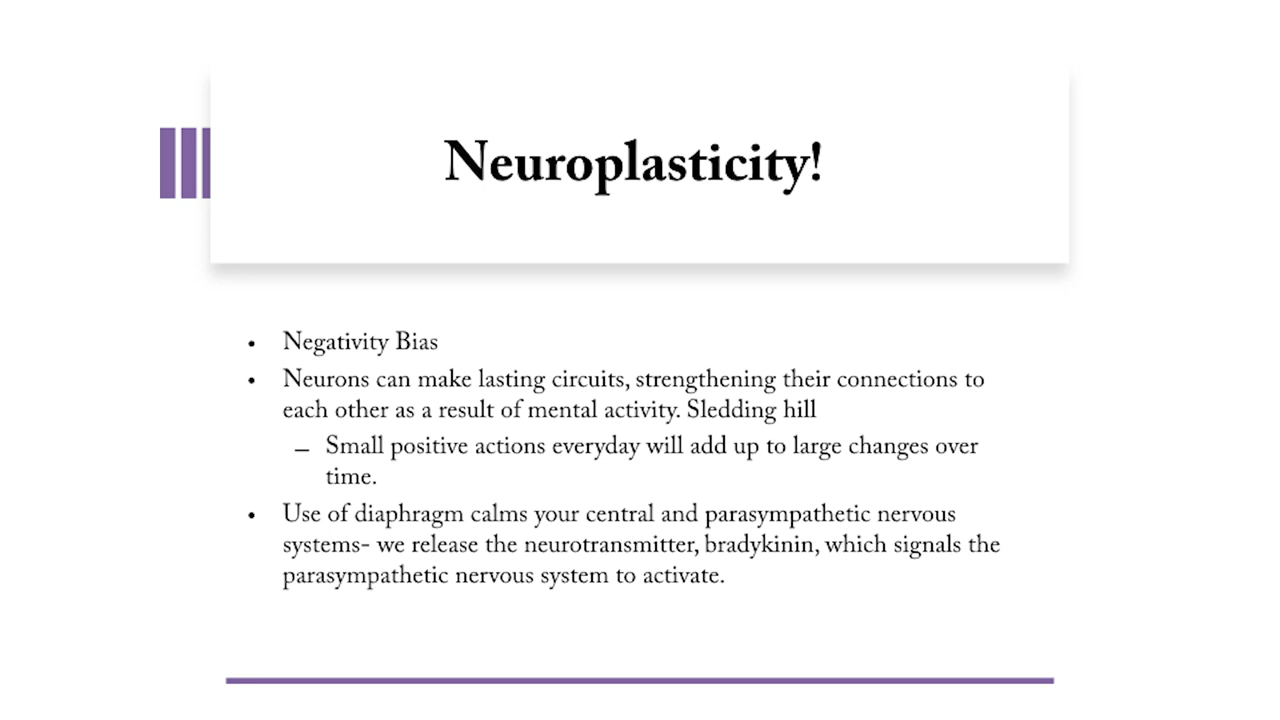 Neuroplasticity!
• Negativity Bias
• Neurons can make lasting circuits, strengthening their connections to
each other as a result of mental activity. Sledding hill
– Small positive actions everyday will add up to large changes over
time.
• Use of diaphragm calms your central and parasympathetic nervous
systems- we release the neurotransmitter, bradykinin, which signals the
parasympathetic nervous system to activate.